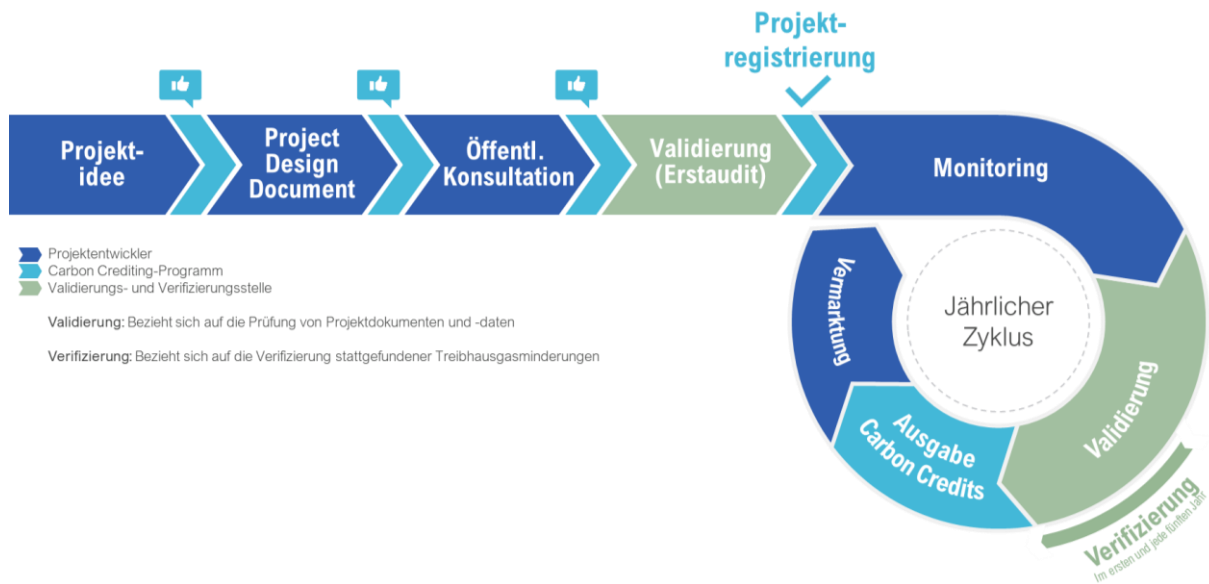 Projekt-
registrierung
Projekt-
idee
Project
Design
Document
Öffentl.
Konsultation
Validierung
(Erstaudit)
Monitoring
Projektentwickler
Carbon Crediting-Programm
Validierungs- und Verifizierungsstelle
Validierung: Bezieht sich auf die Prüfung von Projektdokumenten und -daten
Verifizierung: Bezieht sich auf die Verifizierung stattgefundener Treibhausgasminderungen
Jährlicher
Zyklus
Validierung
Verifizierung
Im ersten und jede fünften Jahr
Ausgabe
Carbon Credits
Vermarktung